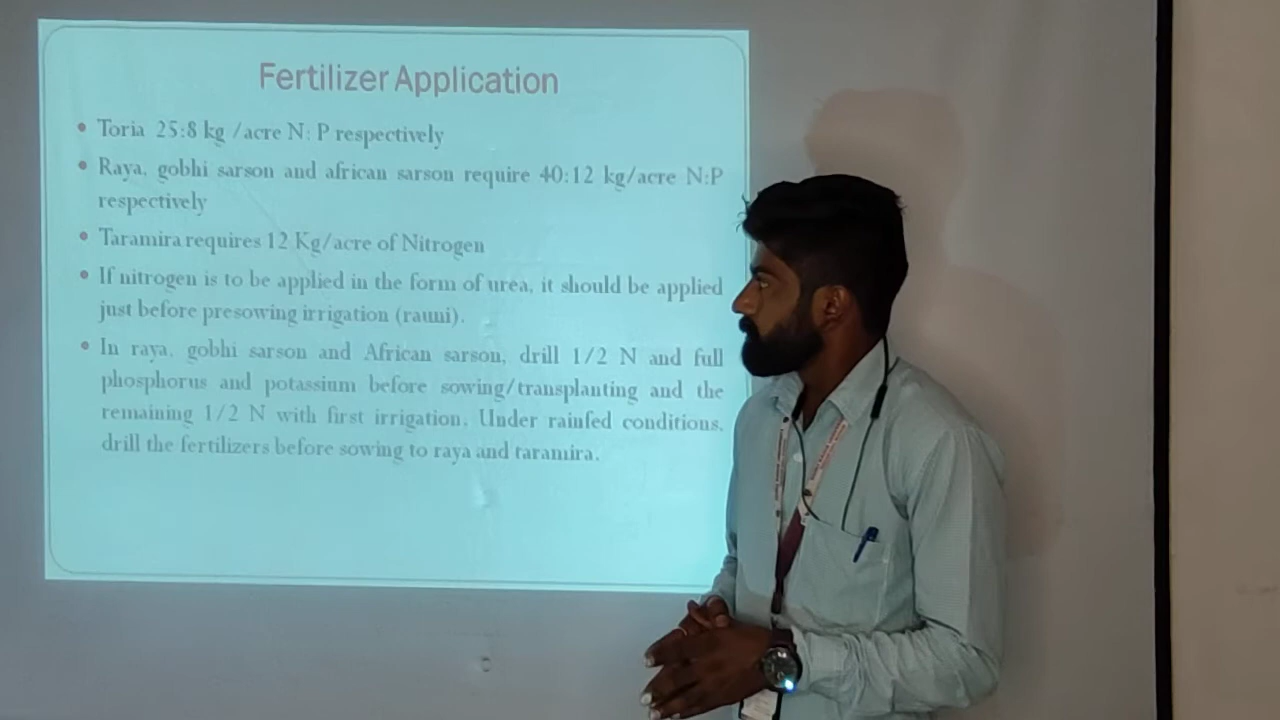 Fertilizer Application
• Toria 25:8 kg /acre N: P respectively
• Raya, gobhi sarson and african sarson require 40:12 kg/acre N:P
respectively
• Taramira requires 12 Kg/acre of Nitrogen
• If nitrogen is to be applied in the form of urea, it should be applied
just before presowing irrigation (rauni).
• In raya, gobhi sarson and African sarson, drill 1/2 N and full
phosphorus and potassium before sowing/transplanting and the
remaining 1/2 N with first irrigation. Under rainfed conditions,
drill the fertilizers before sowing to raya and taramira.